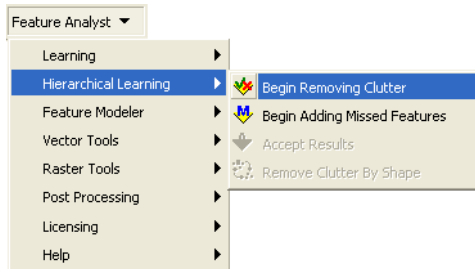 Feature Analyst
Learning
Hierarchical Learning
Feature Modeler
Vector Tools
Raster Tools
Post Processing
Licensing
Help
Begin Removing Clutter
M
Begin Adding Missed Features
Accept Results
Remove Clutter By Shape